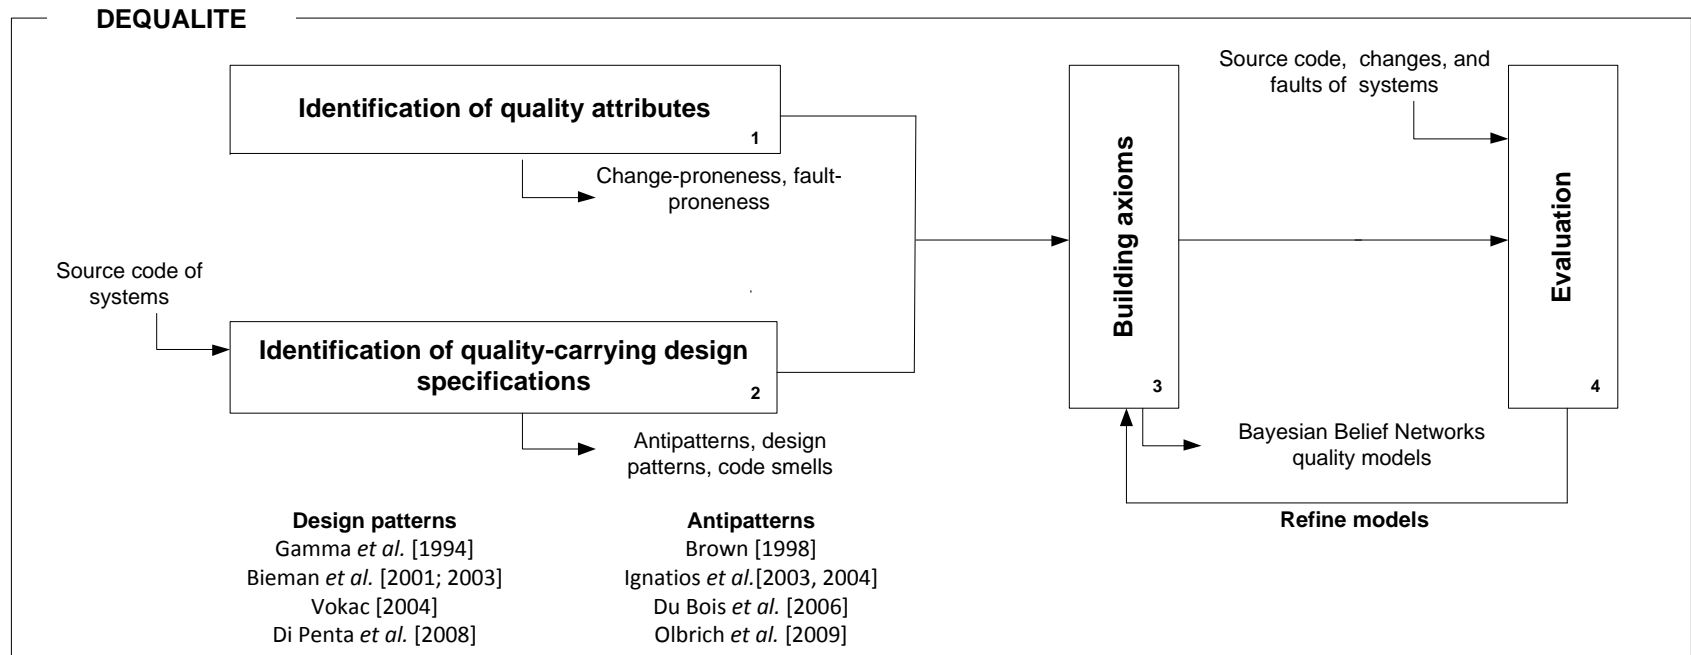 DEQUALITE
Identification of quality attributes
1
Change-proneness, fault-
proneness
Source code of
systems
Identification of quality-carrying design
specifications
2
Antipatterns, design
patterns, code smells
Design patterns
Gamma et al. [1994]
Bieman et al. [2001; 2003]
Vokac [2004]
Di Penta et al. [2008]
Antipatterns
Brown [1998]
Ignatios et al.[2003, 2004]
Du Bois et al. [2006]
Olbrich et al. [2009]
Building axioms
3
Bayesian Belief Networks
quality models
Source code, changes, and
faults of systems
Evaluation
4
Refine models